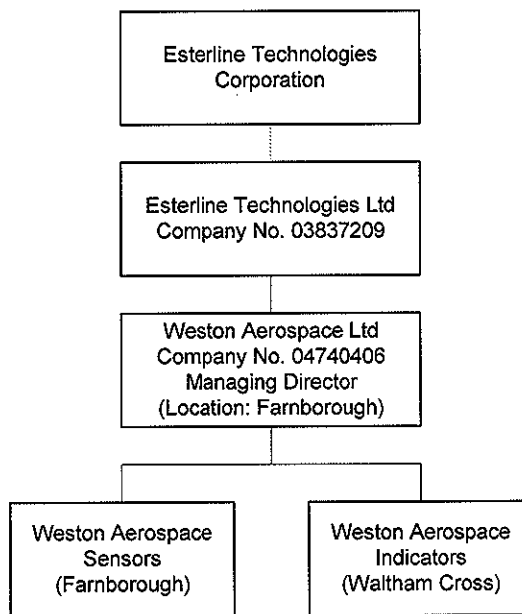 Esterline Technologies
Corporation
Esterline Technologies Ltd
Company No. 03837209
Weston Aerospace Ltd
Company No. 04740406
Managing Director
(Location: Farnborough)
Weston Aerospace
Sensors
(Farnborough)
Weston Aerospace
Indicators
(Waltham Cross)